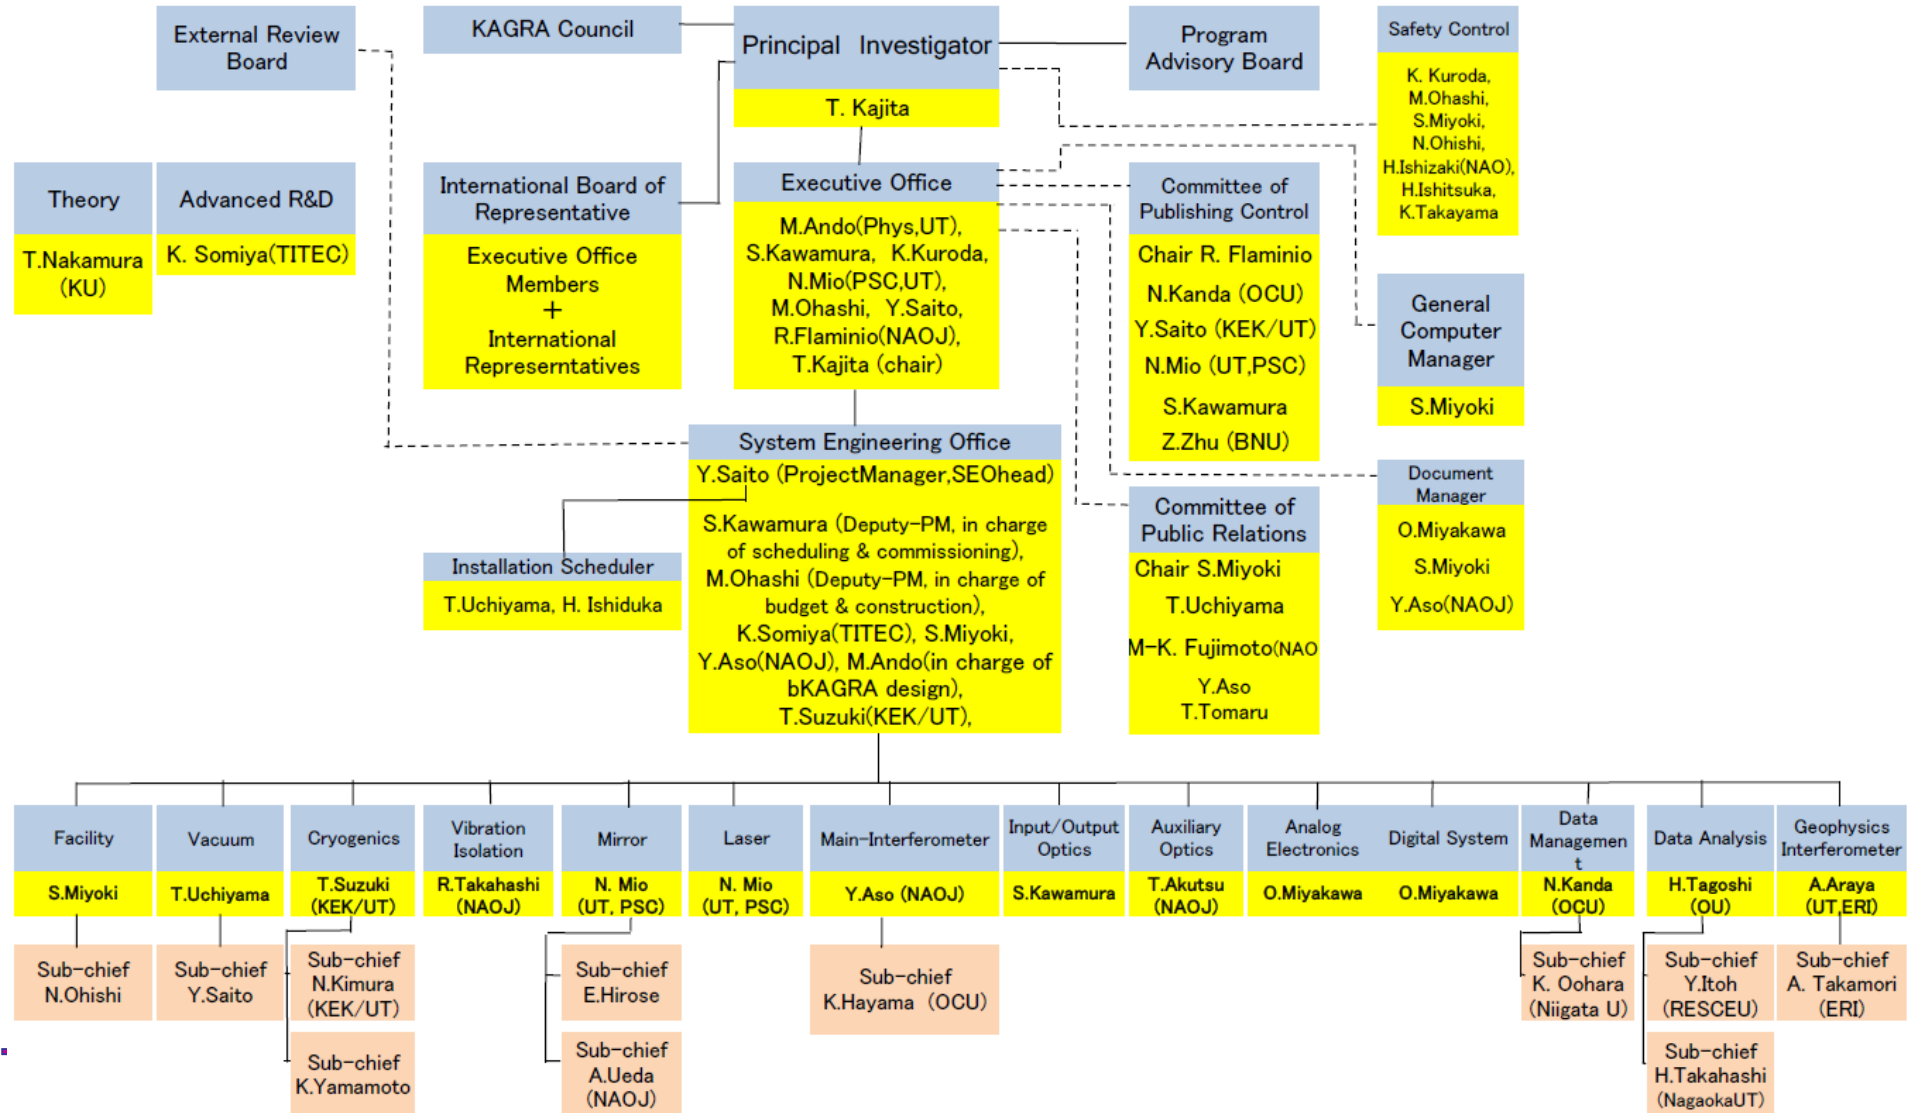 External Review
Board
KAGRA Council
Principal Investigator
T. Kajita
Program
Advisory Board
Safety Control
K. Kuroda,
M.Ohashi,
S.Miyoki,
N.Ohishi,
H.Ishizaki(NAO),
H.Ishitsuka,
K.Takayama
Theory
T.Nakamura
(KU)
Advanced R&D
K. Somiya(TITEC)
International Board of
Representative
Executive Office
Members
+
International
Represerntatives
Executive Office
M.Ando(Phys,UT),
S.Kawamura, K.Kuroda,
N.Mio(PSC,UT),
M.Ohashi, Y.Saito,
R.Flaminio(NAOJ),
T.Kajita (chair)
Committee of
Publishing Control
Chair R. Flaminio
N.Kanda (OCU)
Y.Saito (KEK/UT)
N.Mio (UT,PSC)
S.Kawamura
Z.Zhu (BNU)
General
Computer
Manager
S.Miyoki
System Engineering Office
Y.Saito (ProjectManager,SEOhead)
S.Kawamura (Deputy-PM, in charge
of scheduling & commissioning),
M.Ohashi (Deputy-PM, in charge of
budget & construction),
K.Somiya(TITEC), S.Miyoki,
Y.Aso(NAOJ), M.Ando(in charge of
bKAGRA design),
T.Suzuki(KEK/UT),
Installation Scheduler
T.Uchiyama, H. Ishiduka
Committee of
Public Relations
Chair S.Miyoki
T.Uchiyama
M-K. Fujimoto(NAO
Y.Aso
T.Tomaru
Document
Manager
O.Miyakawa
S.Miyoki
Y.Aso(NAOJ)
Facility
S.Miyoki
Sub-chief
N.Ohishi
Vacuum
T.Uchiyama
Sub-chief
Y.Saito
Cryogenics
T.Suzuki
(KEK/UT)
Sub-chief
N.Kimura
(KEK/UT)
Sub-chief
K.Yamamoto
Vibration
Isolation
R.Takahashi
(NAOJ)
Mirror
N. Mio
(UT, PSC)
Sub-chief
E.Hirose
Sub-chief
A.Ueda
(NAOJ)
Laser
N. Mio
(UT, PSC)
Main-Interferometer
Y.Aso (NAOJ)
Sub-chief
K.Hayama (OCU)
Input/Output
Optics
S.Kawamura
Auxiliary
Optics
T.Akutsu
(NAOJ)
Analog
Electronics
O.Miyakawa
Digital System
O.Miyakawa
Data
Managemen
t
N.Kanda
(OCU)
Sub-chief
K. Oohara
(Niigata U)
Data Analysis
H.Tagoshi
(OU)
Sub-chief
Y.Itoh
(RESCEU)
Sub-chief
H.Takahashi
(NagaokaUT)
Geophysics
Interferometer
A.Araya
(UT,ERI)
Sub-chief
A. Takamori
(ERI)